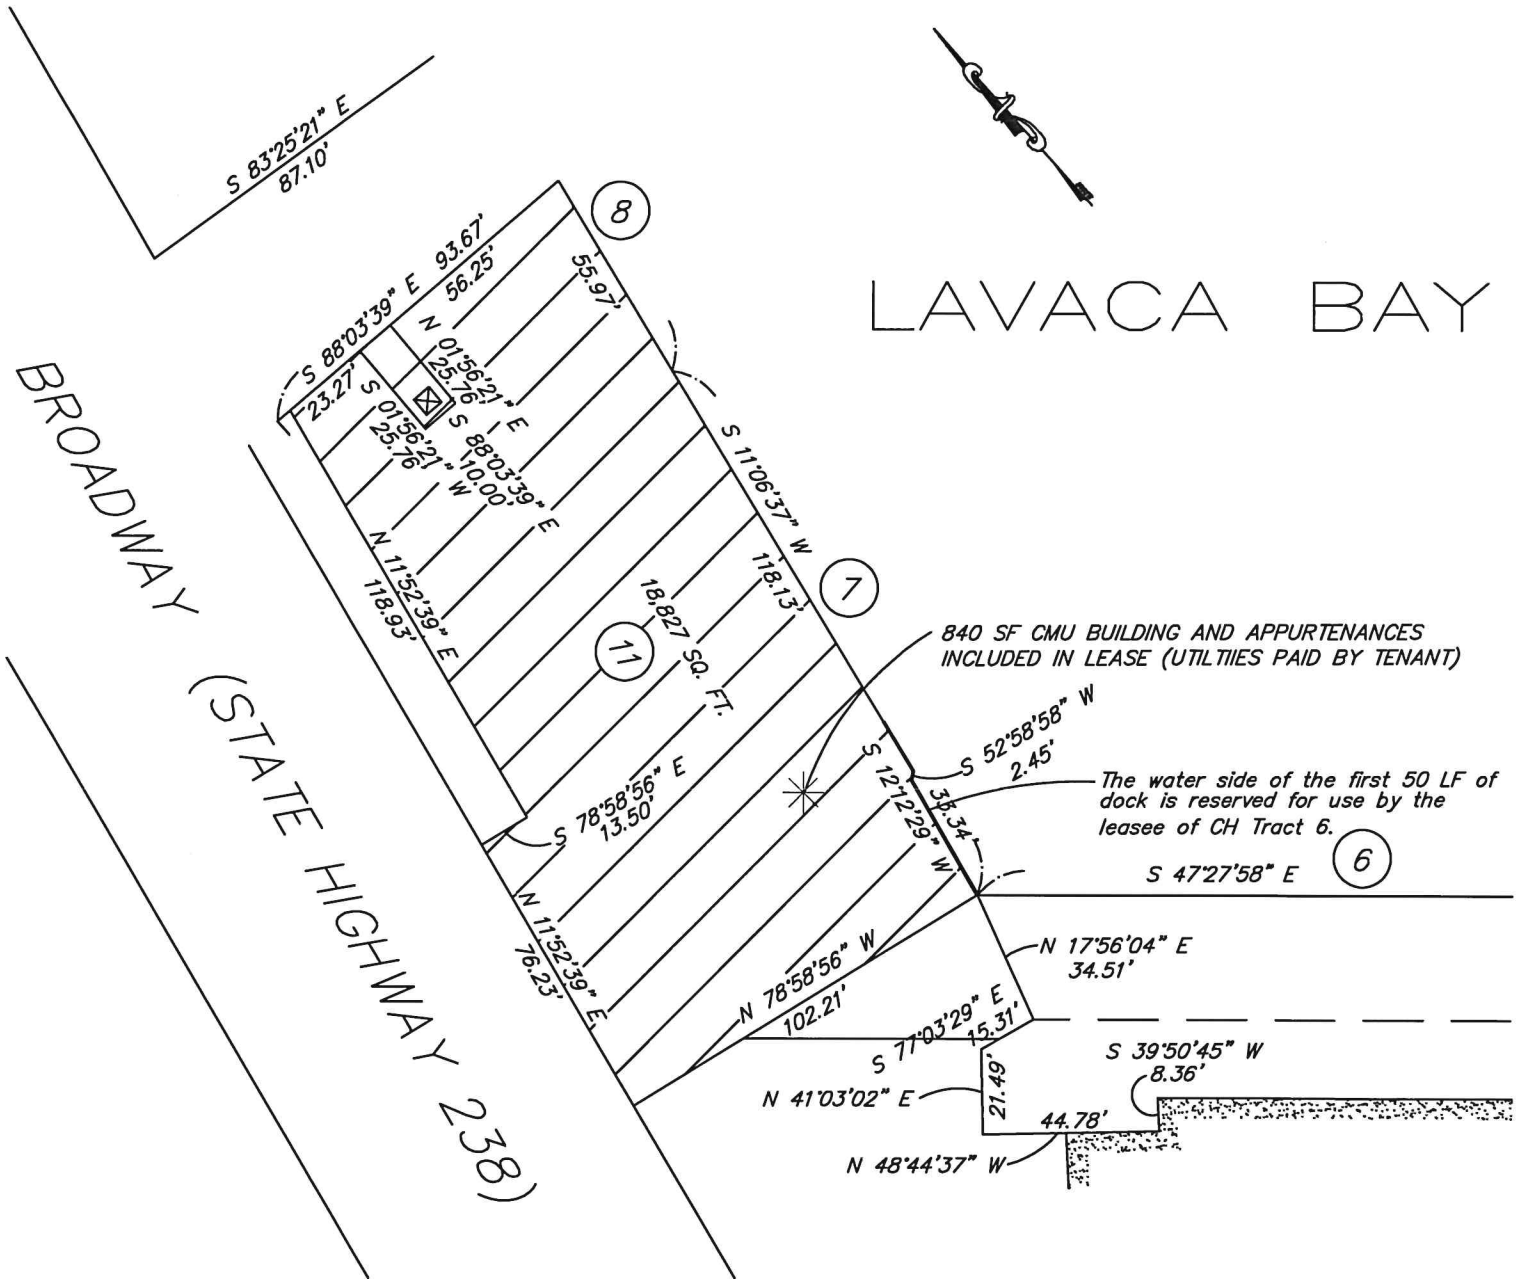 S 83°25'21" E
87.10'
LAVACA BAY
8
S 88°03'39" E 93.67'
56.25'
23.27'
55.97'
N 01°56'21" E
25.76'
S 01°56'21" W
25.76'
S 88°03'39" E
10.00'
S 11°06'37" W
118.13'
7
N 11°52'39" E
118.93'
18,827 SQ. FT.
11
BROADWAY (STATE HIGHWAY 238)
840 SF CMU BUILDING AND APPURTENANCES
INCLUDED IN LEASE (UTILTIIES PAID BY TENANT)
S 52°58'58" W
2.45'
The water side of the first 50 LF of
dock is reserved for use by the
leasee of CH Tract 6.
S 12°12'29" W
33.34'
S 78°58'56" E
13.50'
6
S 47°27'58" E
N 11°52'39" E
76.23'
N 78°58'56" W
102.21'
N 17°56'04" E
34.51'
S 77°03'29" E
15.31'
S 39°50'45" W
8.36'
N 41°03'02" E
21.49'
44.78'
N 48°44'37" W